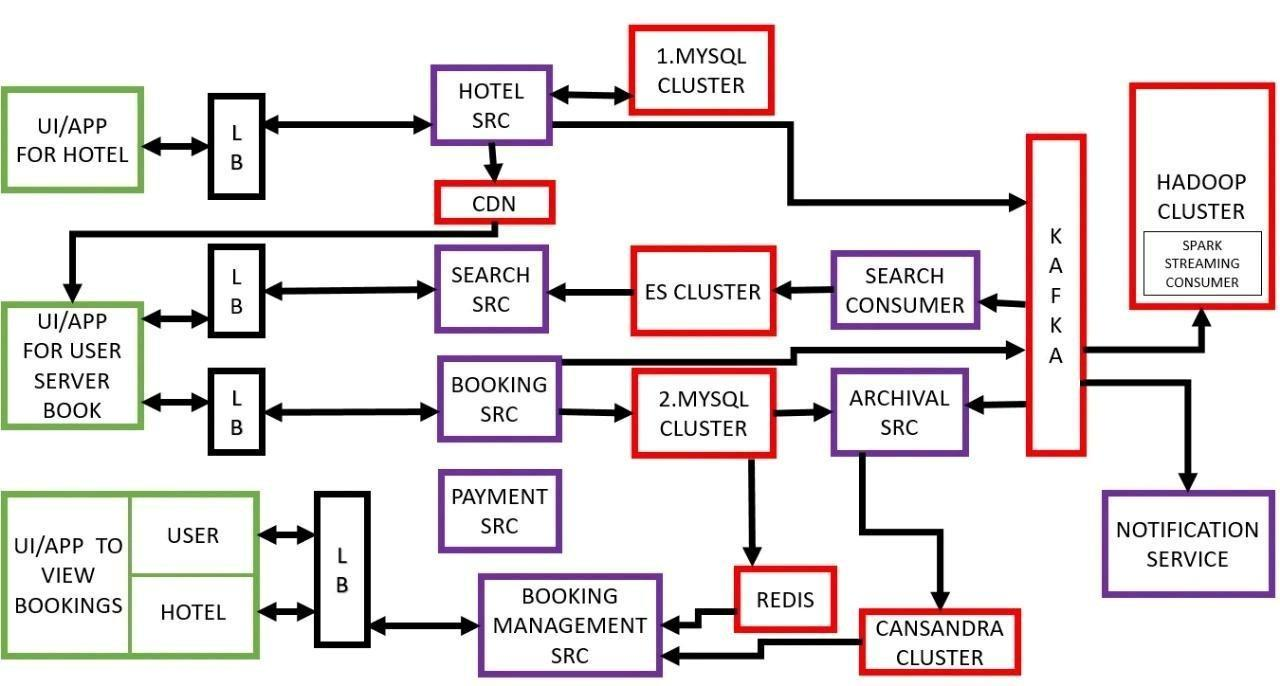 1.MYSQL
CLUSTER
UI/APP
FOR HOTEL
L
B
HOTEL
SRC
CDN
HADOOP
CLUSTER
SPARK
STREAMING
CONSUMER
K
A
F
K
A
L
B
SEARCH
SRC
ES CLUSTER
SEARCH
CONSUMER
UI/APP
FOR USER
SERVER
BOOK
L
B
BOOKING
SRC
2.MYSQL
CLUSTER
ARCHIVAL
SRC
PAYMENT
SRC
NOTIFICATION
SERVICE
UI/APP TO
VIEW
BOOKINGS
USER
HOTEL
L
B
BOOKING
MANAGEMENT
SRC
REDIS
CANSANDRA
CLUSTER